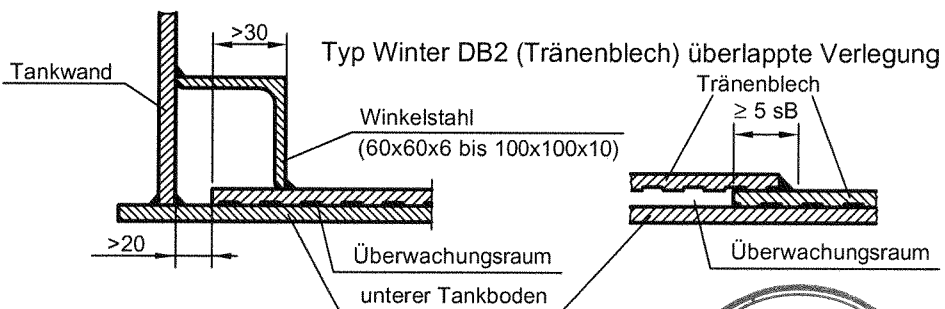 >30
Typ Winter DB2 (Tränenblech) überlappte Verlegung
Tankwand
Tränenblech
≥ 5 sB
Winkelstahl
(60x60x6 bis 100x100x10)
>20
Überwachungsraum
Überwachungsraum
unterer Tankboden